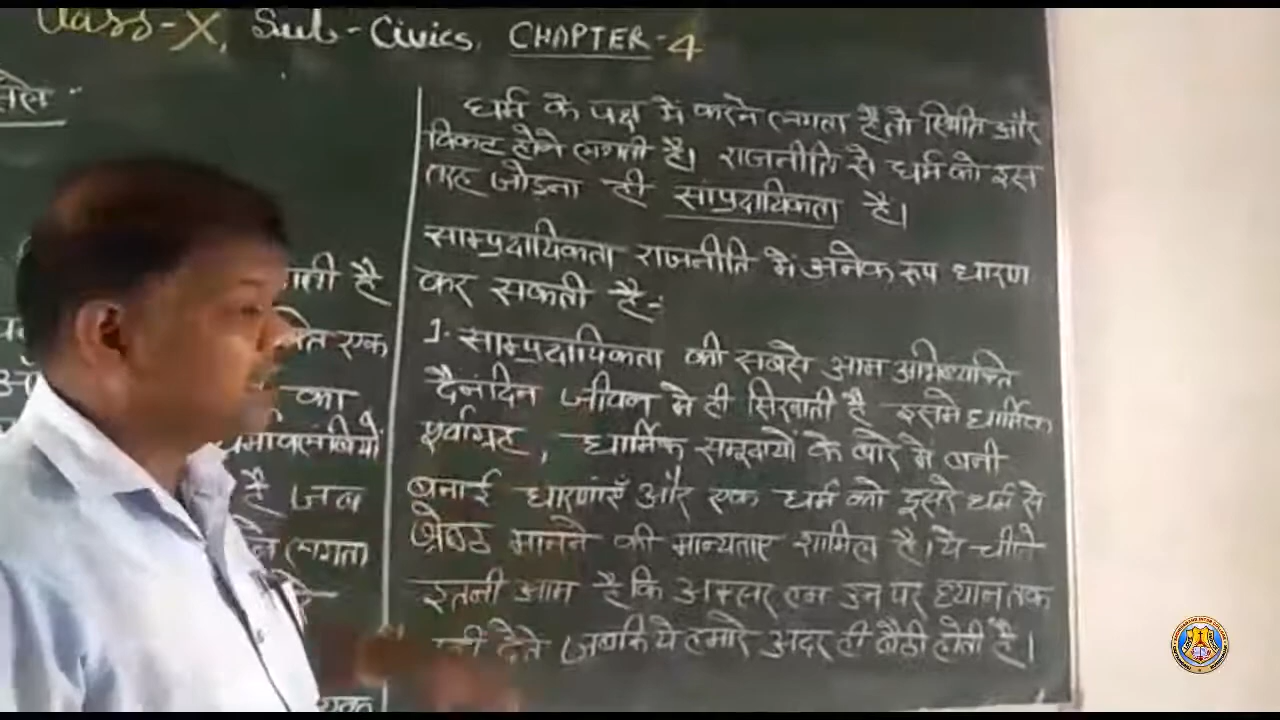 Class-X, Sub-Civics, CHAPTER-4
धर्म के पक्ष में करने लगता है तो स्थिति और
विकट होने लगती है। राजनीति से धर्म को इस
तरह जोड़ना ही सांप्रदायिकता है।
साम्प्रदायिकता राजनीति में अनेक रूप धारण
कर सकती है:-
1. साम्प्रदायिकता की सबसे आम अभिव्यक्ति
दैनंदिन जीवन मे ही सिखाती है इसमे धार्मिक
पूर्वाग्रह, धार्मिक समूदायों के बारे में बनी
बनाई धारणाएँ और एक धर्म को दूसरे धर्म से
श्रेष्ठ मानने की मान्यताए शामिल है। ये चीजे
इतनी आम है कि अक्सर हम उन पर ध्यान तक
नही देते जबकि ये हमारे अंदर ही बैठी होती है।
है
एक
का
है जब
लगता